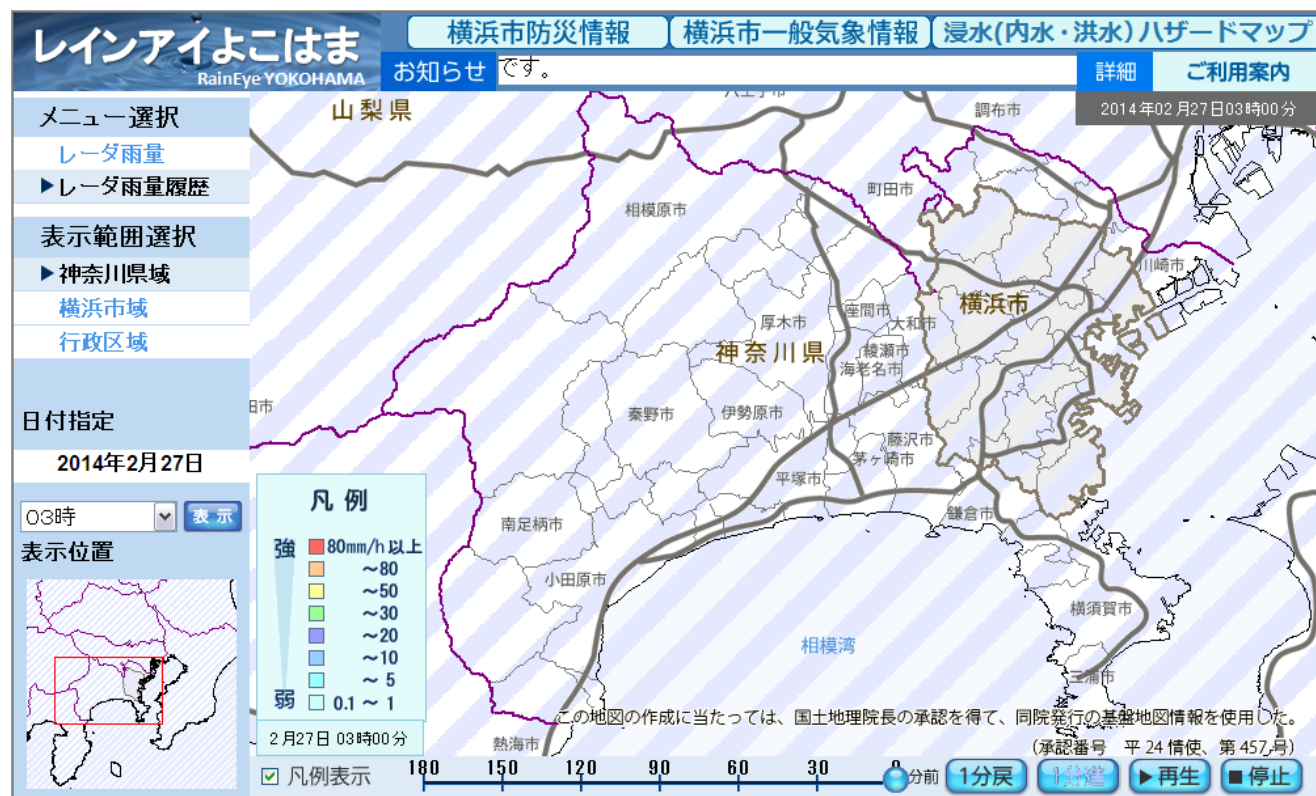 レインアイよこはま
RainEye YOKOHAMA
横浜市防災情報
横浜市一般気象情報
浸水(内水・洪水)ハザードマップ
お知らせ
です。
詳細
ご利用案内
メニュー選択
レーダ雨量
▶レーダ雨量履歴
表示範囲選択
▶神奈川県域
横浜市域
行政区域
日付指定
2014年2月27日
03時
表示
表示位置
2014年02月27日03時00分
山梨県
八王子市
調布市
町田市
相模原市
川崎市
横浜市
座間市
大和市
厚木市
神奈川県
綾瀬市
海老名市
田市
秦野市
伊勢原市
藤沢市
茅ヶ崎市
平塚市
鎌倉市
南足柄市
小田原市
横須賀市
相模湾
三浦市
熱海市
凡例
強
80mm/h以上
～80
～50
～30
～20
～10
～ 5
弱
0.1 ～ 1
2月27日 03時00分
この地図の作成に当たっては、国土地理院長の承認を得て、同院発行の基盤地図情報を使用した。
(承認番号 平24情使、第457号)
凡例表示
180 150 120 90 60 30 0 分前
1分戻
1分進
▶再生
■停止